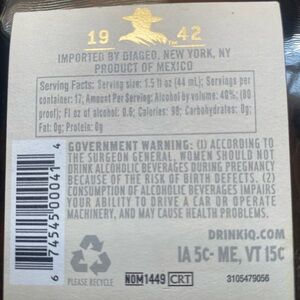 19 42
IMPORTED BY DIAGEO, NEW YORK, NY
PRODUCT OF MEXICO
Serving Facts: Serving size: 1.5 fl oz (44 ml); Servings per
container: 17, Amount Per Serving: Alcohol by volume: 40%; (80
proof); Fl oz of alcohol: 0.6; Calories: 98; Carbohydrates: 0g;
Fat: 0g; Protein: 0g
GOVERNMENT WARNING: (1) ACCORDING TO
THE SURGEON GENERAL, WOMEN SHOULD NOT
DRINK ALCOHOLIC BEVERAGES DURING PREGNANCY
BECAUSE OF THE RISK OF BIRTH DEFECTS. (2)
CONSUMPTION OF ALCOHOLIC BEVERAGES IMPAIRS
YOUR ABILITY TO DRIVE A CAR OR OPERATE
MACHINERY, AND MAY CAUSE HEALTH PROBLEMS.
6 74545 00041 4
DRINKIQ.COM
IA 5¢- ME, VT 15¢
PLEASE RECYCLE
NOM 1449 CRT
3105479056